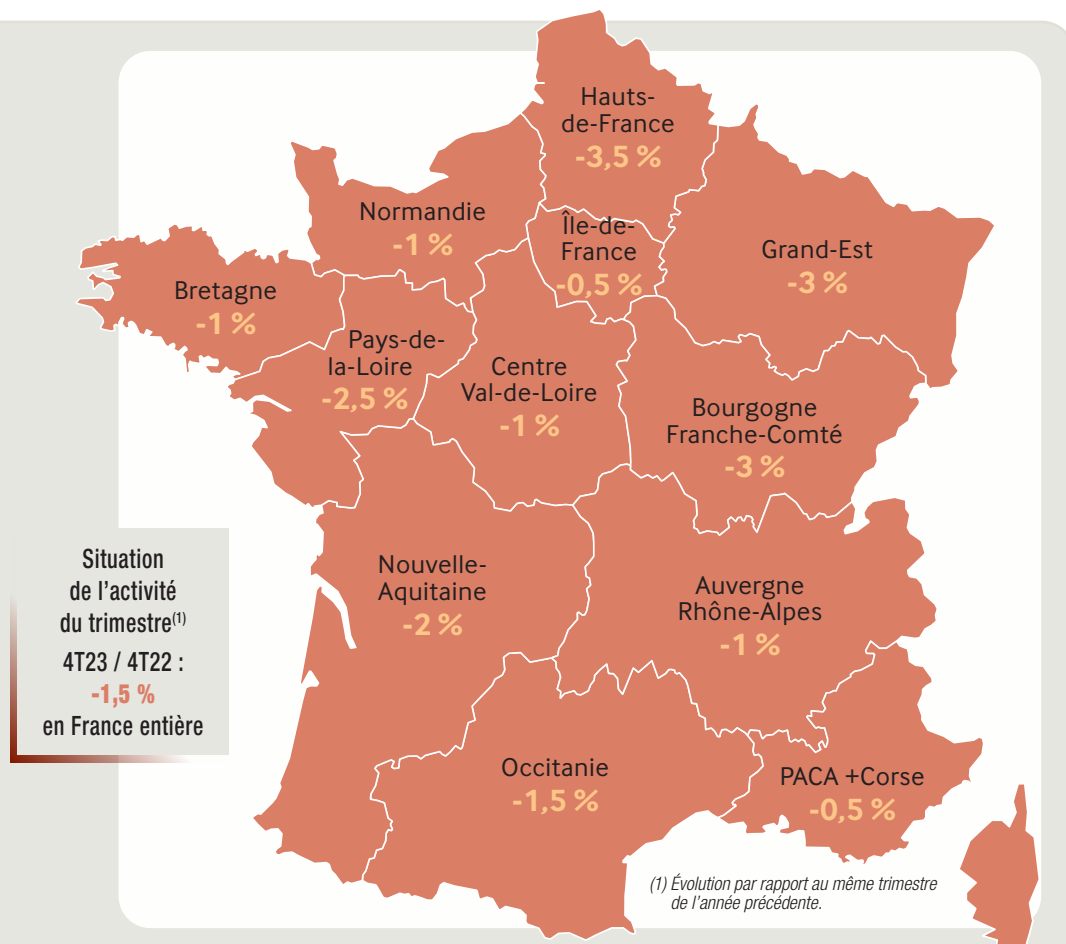 Hauts-
de-France
-3,5 %
Normandie
-1 %
Île-de-
France
-0,5 %
Grand-Est
-3 %
Bretagne
-1 %
Pays-de-
la-Loire
-2,5 %
Centre
Val-de-Loire
-1 %
Bourgogne
Franche-Comté
-3 %
Situation
de l’activité
du trimestre(1)
4T23 / 4T22 :
-1,5 %
en France entière
Nouvelle-
Aquitaine
-2 %
Auvergne
Rhône-Alpes
-1 %
Occitanie
-1,5 %
PACA +Corse
-0,5 %
(1) Évolution par rapport au même trimestre
de l’année précédente.